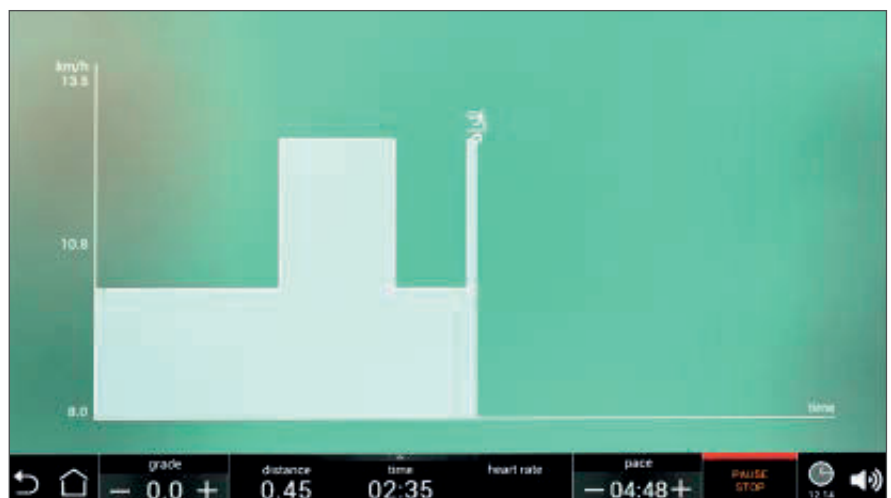 km/h
13.5
10.8
8.0
time
grade
distance
time
heart rate
pace
PAUSE
STOP
− 0.0 +
0.45
02:35
− 04:48 +